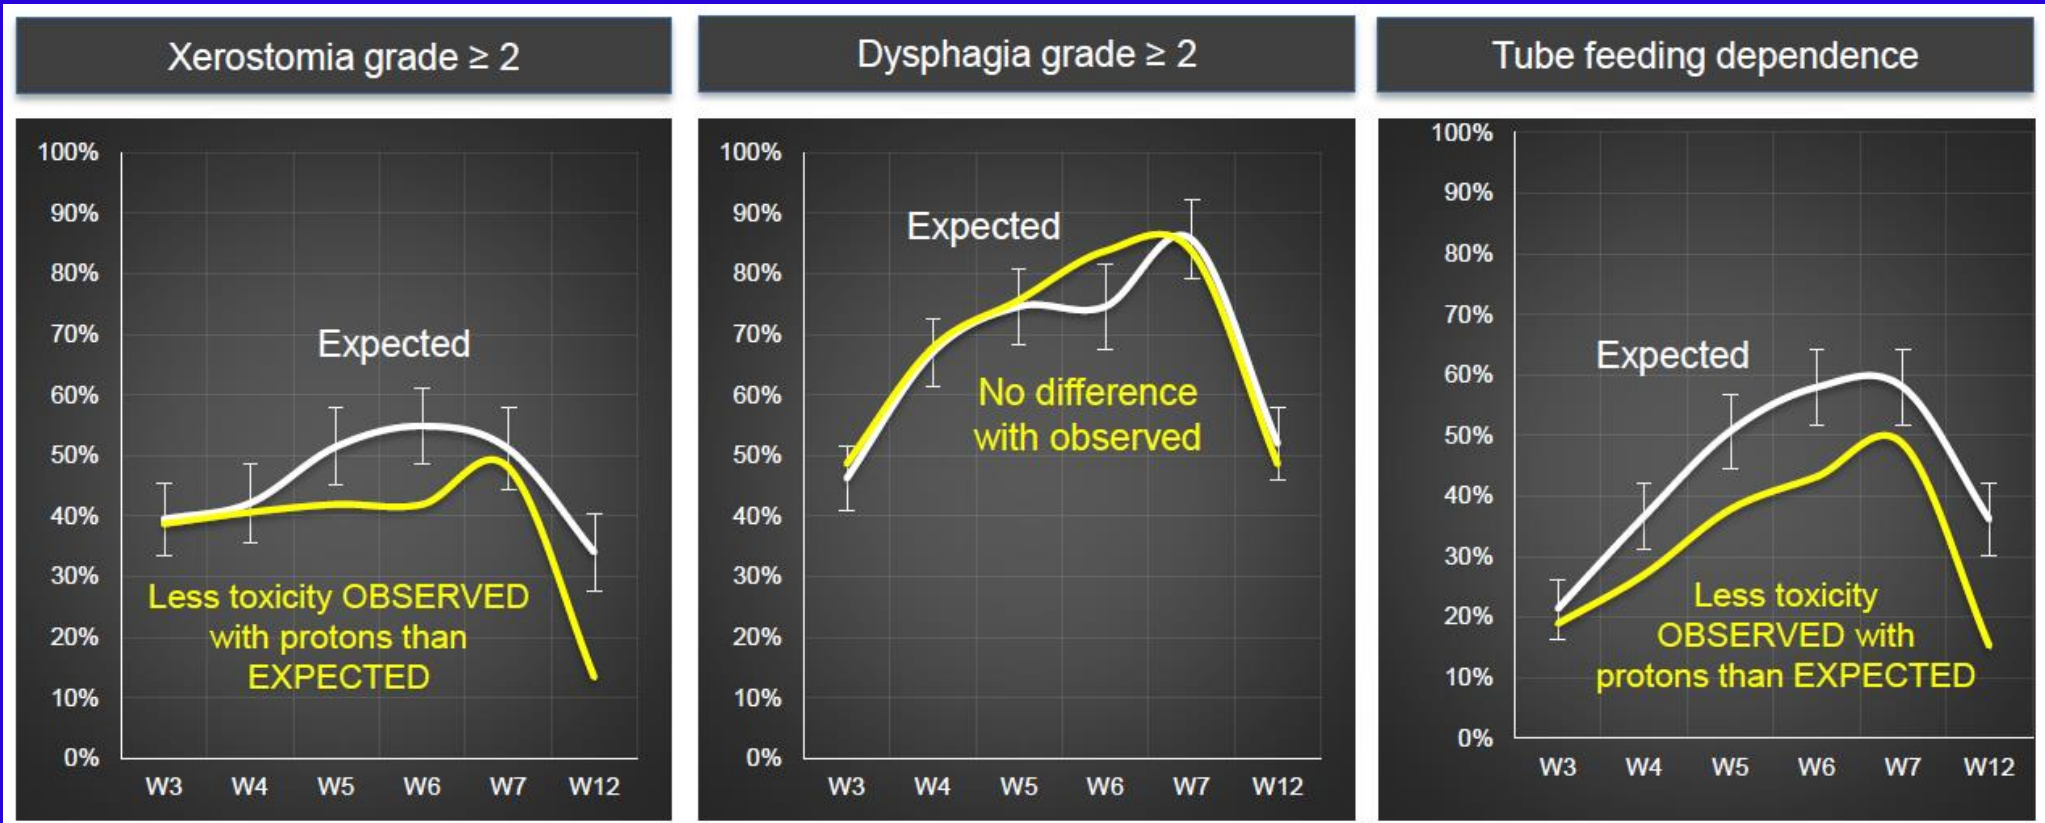 Xerostomia grade ≥ 2
100%
90%
80%
70%
60%
50%
40%
30%
20%
10%
0%
Expected
Less toxicity OBSERVED
with protons than
EXPECTED
W3 W4 W5 W6 W7 W12
Dysphagia grade ≥ 2
100%
90%
80%
70%
60%
50%
40%
30%
20%
10%
0%
Expected
No difference
with observed
W3 W4 W5 W6 W7 W12
Tube feeding dependence
100%
90%
80%
70%
60%
50%
40%
30%
20%
10%
0%
Expected
Less toxicity
OBSERVED with
protons than EXPECTED
W3 W4 W5 W6 W7 W12